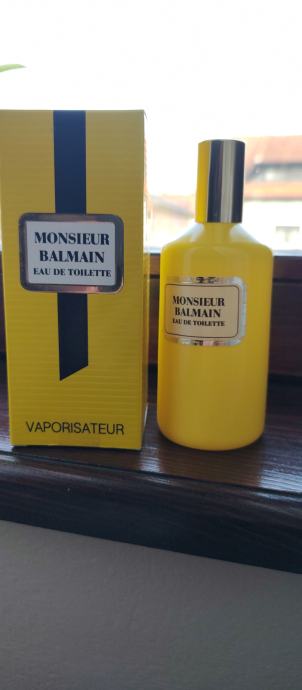 MONSIEUR
BALMAIN
EAU DE TOILETTE
VAPORISATEUR
MONSIEUR
BALMAIN
EAU DE TOILETTE